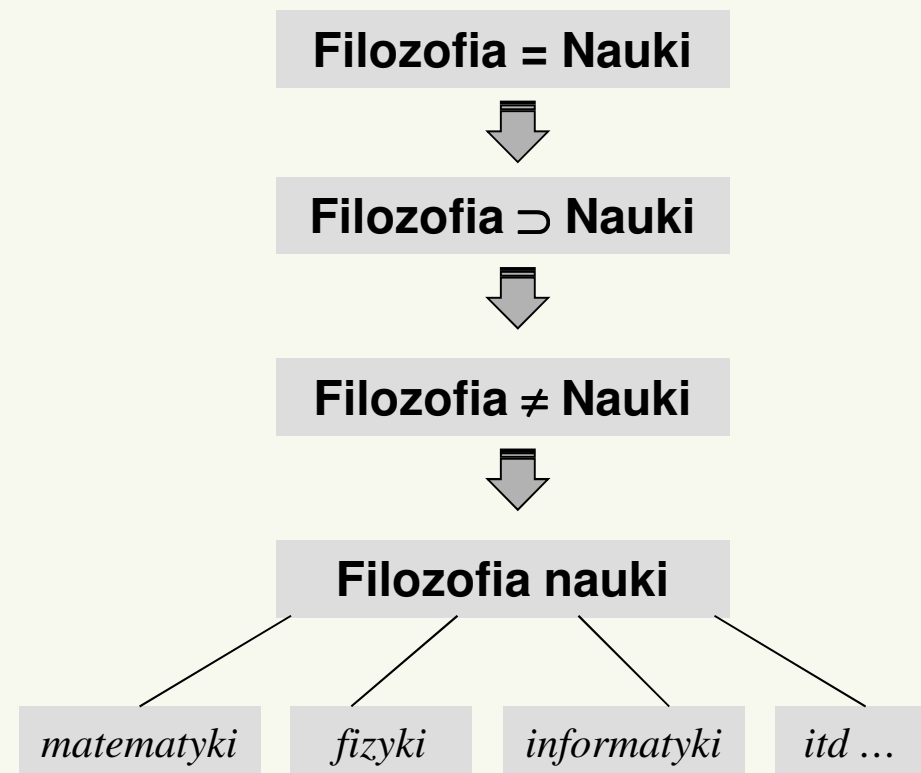 Filozofia = Nauki
Filozofia ⊃ Nauki
Filozofia ≠ Nauki
Filozofia nauki
matematyki fizyki informatyki itd ...